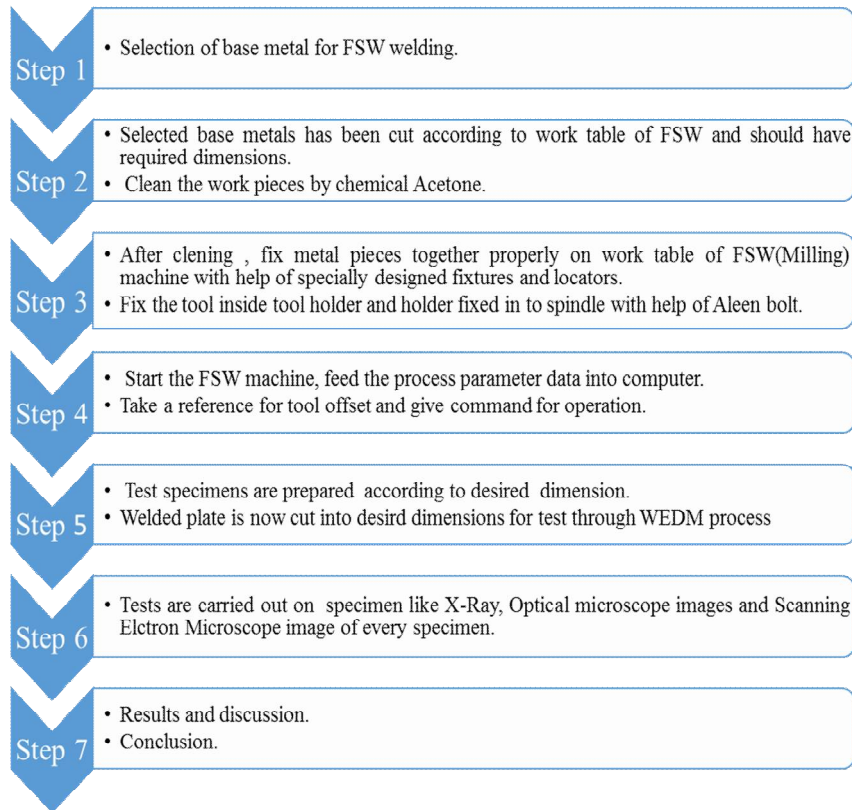 Step 1
• Selection of base metal for FSW welding.
Step 2
• Selected base metals has been cut according to work table of FSW and should have
required dimensions.
• Clean the work pieces by chemical Acetone.
Step 3
• After clening , fix metal pieces together properly on work table of FSW(Milling)
machine with help of specially designed fixtures and locators.
• Fix the tool inside tool holder and holder fixed in to spindle with help of Aleen bolt.
Step 4
• Start the FSW machine, feed the process parameter data into computer.
• Take a reference for tool offset and give command for operation.
Step 5
• Test specimens are prepared according to desired dimension.
• Welded plate is now cut into desird dimensions for test through WEDM process
Step 6
• Tests are carried out on specimen like X-Ray, Optical microscope images and Scanning
Elctron Microscope image of every specimen.
Step 7
• Results and discussion.
• Conclusion.